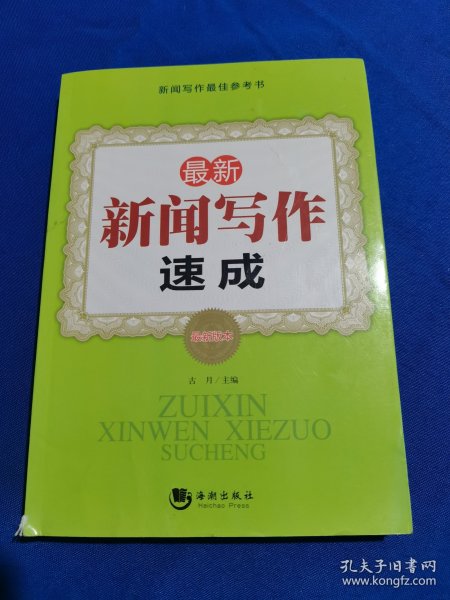 新闻写作最佳参考书
最新
新闻写作
速成
最新版本
古 月/主编
ZUIXIN
XINWEN XIEZUO
SUCHENG
海潮出版社
Haichao Press
孔夫子旧书网
www.kongfz.com